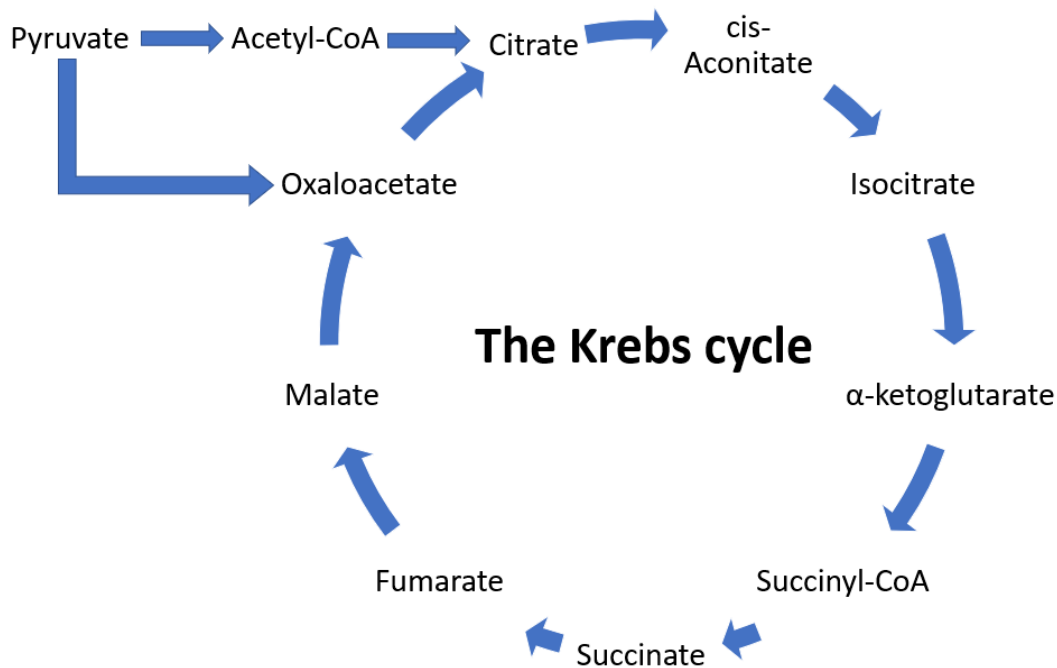 Pyruvate
Acetyl-CoA
Citrate
cis-
Aconitate
Oxaloacetate
Isocitrate
The Krebs cycle
Malate
α-ketoglutarate
Fumarate
Succinyl-CoA
Succinate